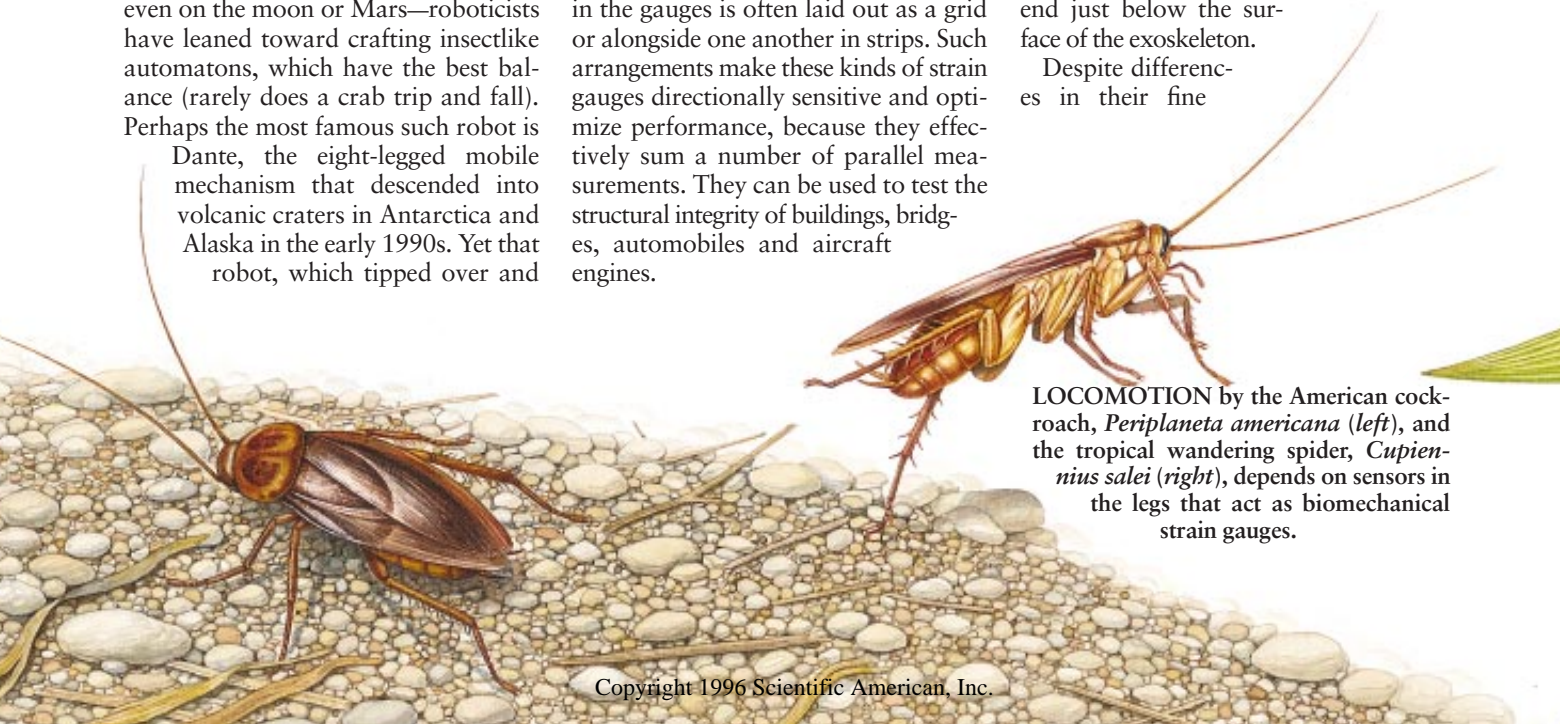 even on the moon or Mars—roboticists
have leaned toward crafting insectlike
automatons, which have the best bal-
ance (rarely does a crab trip and fall).
Perhaps the most famous such robot is
Dante, the eight-legged mobile
mechanism that descended into
volcanic craters in Antarctica and
Alaska in the early 1990s. Yet that
robot, which tipped over and
in the gauges is often laid out as a grid
or alongside one another in strips. Such
arrangements make these kinds of strain
gauges directionally sensitive and opti-
mize performance, because they effec-
tively sum a number of parallel mea-
surements. They can be used to test the
structural integrity of buildings, bridg-
es, automobiles and aircraft
engines.
end just below the sur-
face of the exoskeleton.
Despite differenc-
es in their fine
LOCOMOTION by the American cock-
roach, Periplaneta americana (left), and
the tropical wandering spider, Cupien-
nius salei (right), depends on sensors in
the legs that act as biomechanical
strain gauges.
Copyright 1996 Scientific American, Inc.